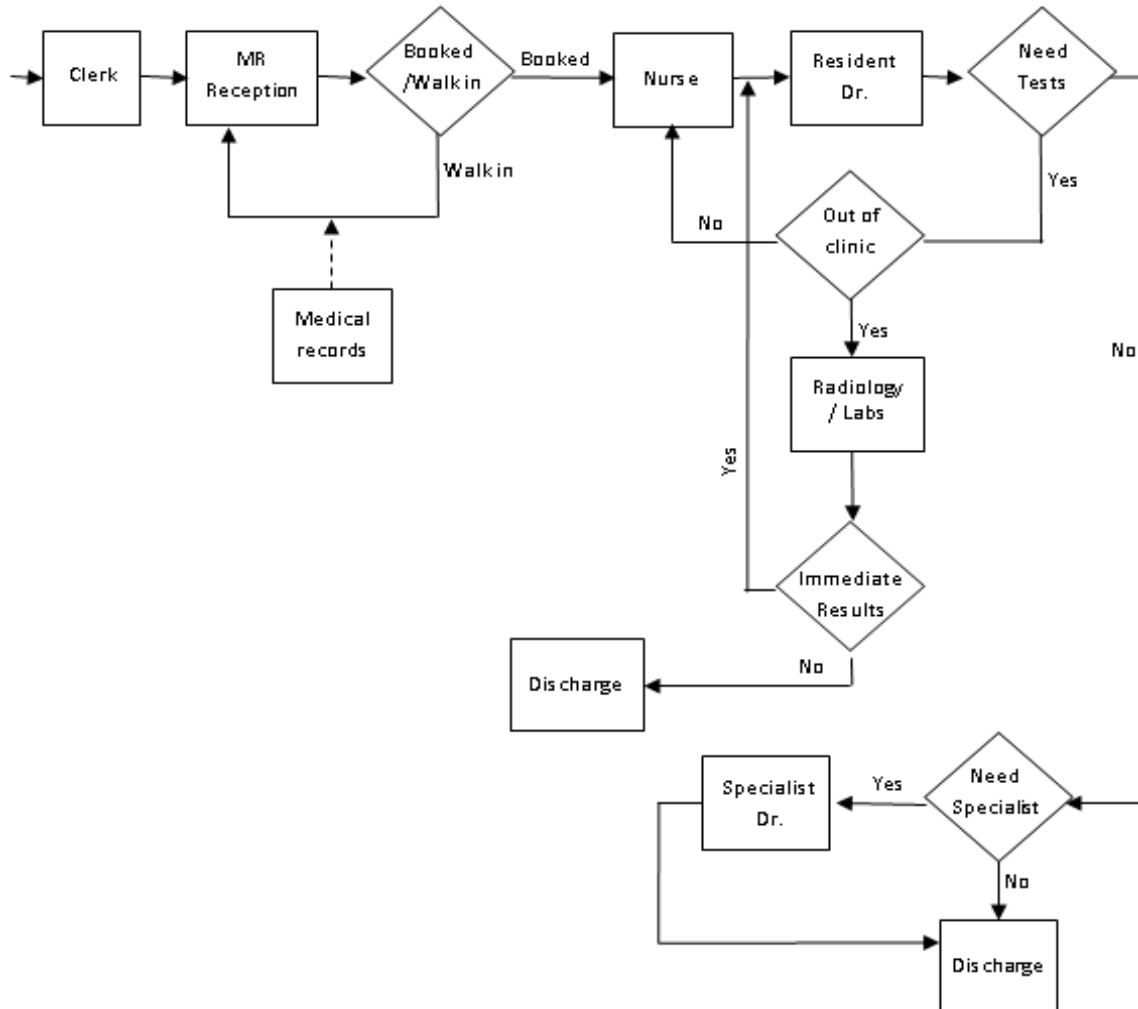 Clerk
MR
Reception
Booked
/Walkin
Booked
Walkin
Medical
records
Nurse
Resident
Dr.
Need
Tests
Yes
No
Out of
clinic
No
Yes
Radiology
/ Labs
Yes
Immediate
Results
No
Discharge
Need
Specialist
Yes
Specialist
Dr.
No
Discharge